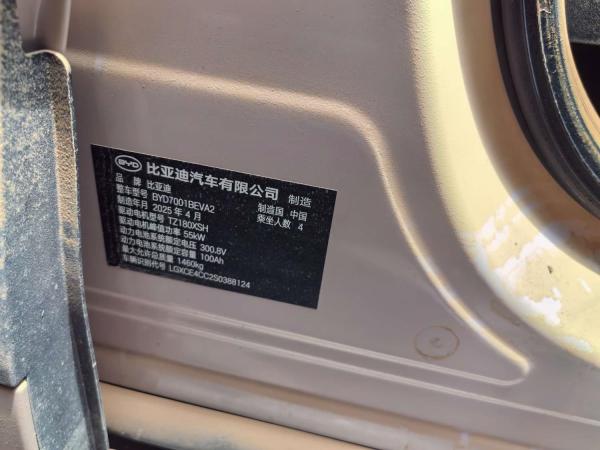 BYD 比亚迪汽车有限公司 制造
品 牌 比亚迪
整车型号 BYD7001BEVA2 制造国 中国
制造年月 2025 年 4 月 乘坐人数 4
驱动电机型号 TZ180XSH
驱动电机峰值功率 55kW
动力电池系统额定电压 300.8V
动力电池系统额定容量 100Ah
最大允许总质量 1460kg
车辆识别代号 LGXCE4CC2S0388124